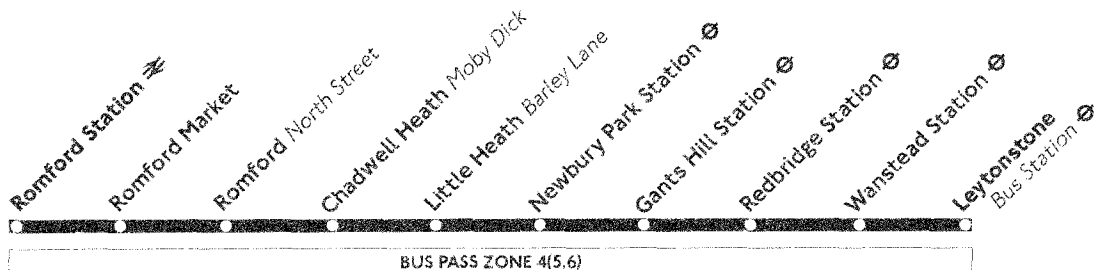 Romford Station
Romford Market
Romford North Street
Chadwell Heath Moby Dick
Little Heath Barley Lane
Newbury Park Station
Gants Hill Station
Redbridge Station
Wanstead Station
Leytonstone
Bus Station
BUS PASS ZONE 4(5,6)